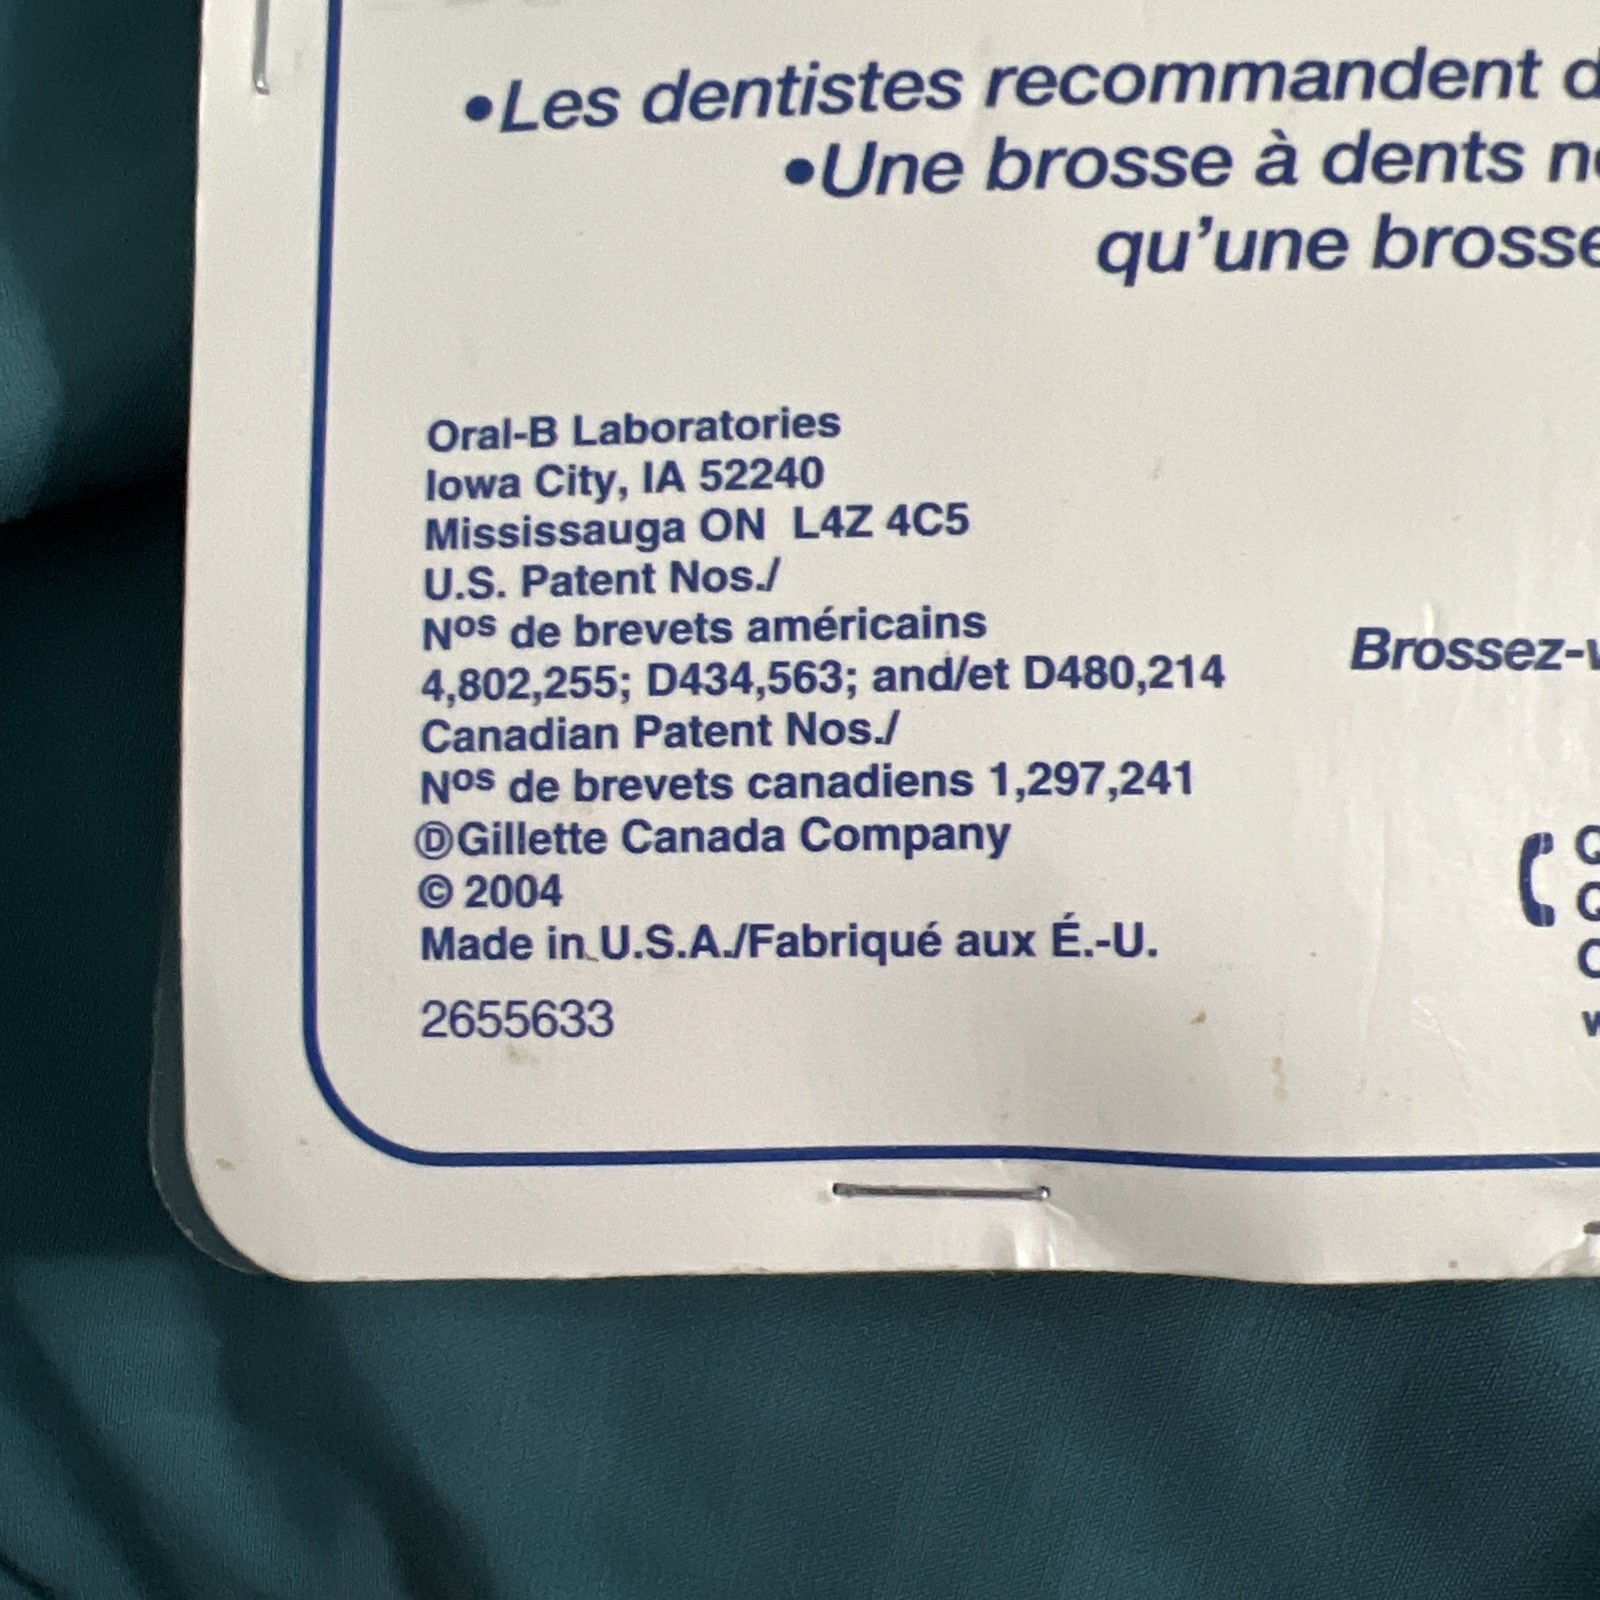 •Les dentistes recommandent
•Une brosse à dents
qu’une brosse
Oral-B Laboratories
Iowa City, IA 52240
Mississauga ON L4Z 4C5
U.S. Patent Nos./
Nos de brevets américains
4,802,255; D434,563; and/et D480,214
Brossez-
Canadian Patent Nos./
Nos de brevets canadiens 1,297,241
ⒹGillette Canada Company
© 2004
Made in U.S.A./Fabriqué aux É.-U.
2655633